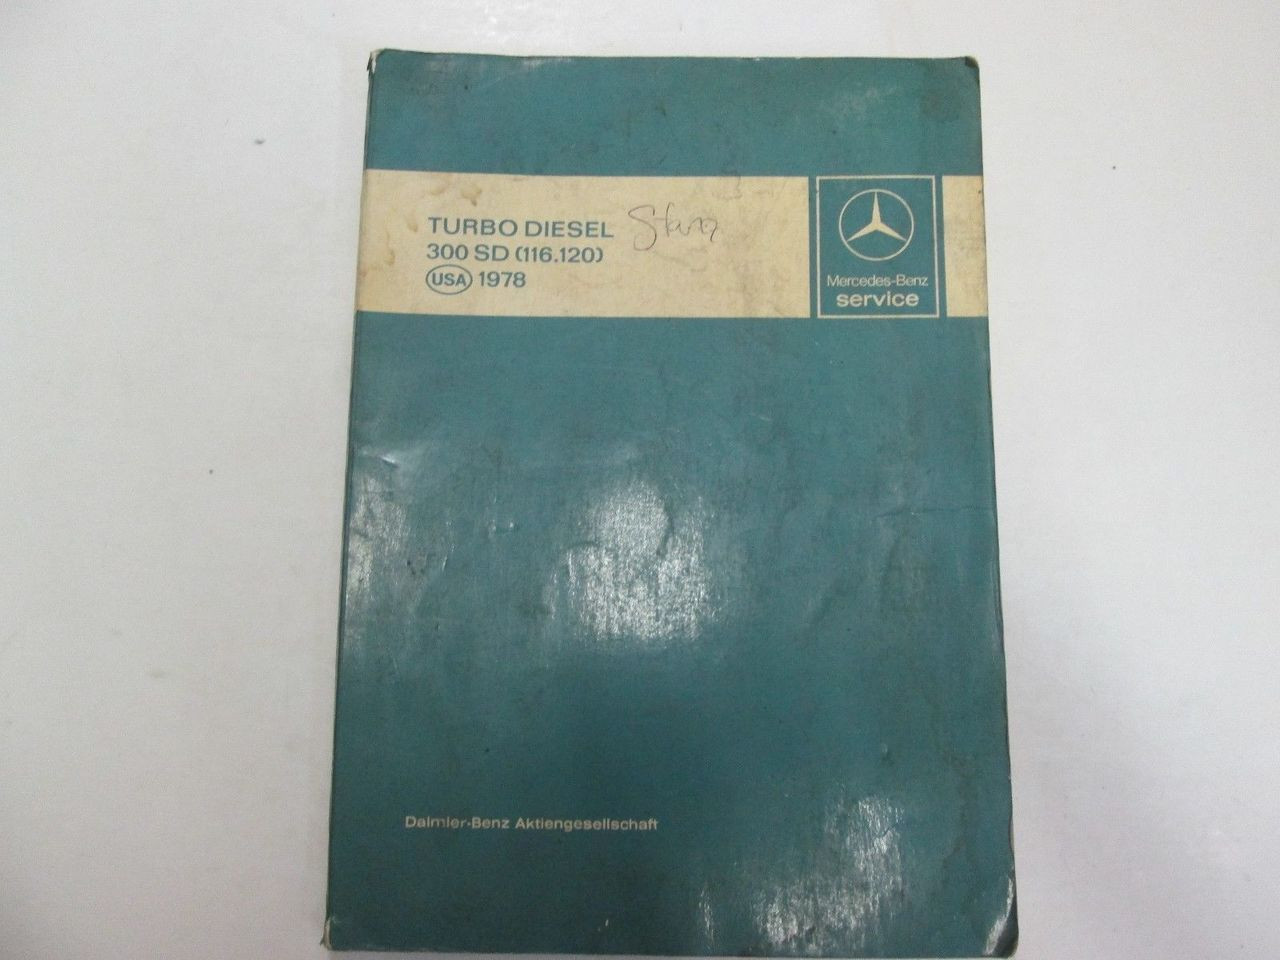 TURBO DIESEL
300 SD (116.120)
USA 1978
Mercedes-Benz
service
Daimler-Benz Aktiengesellschaft